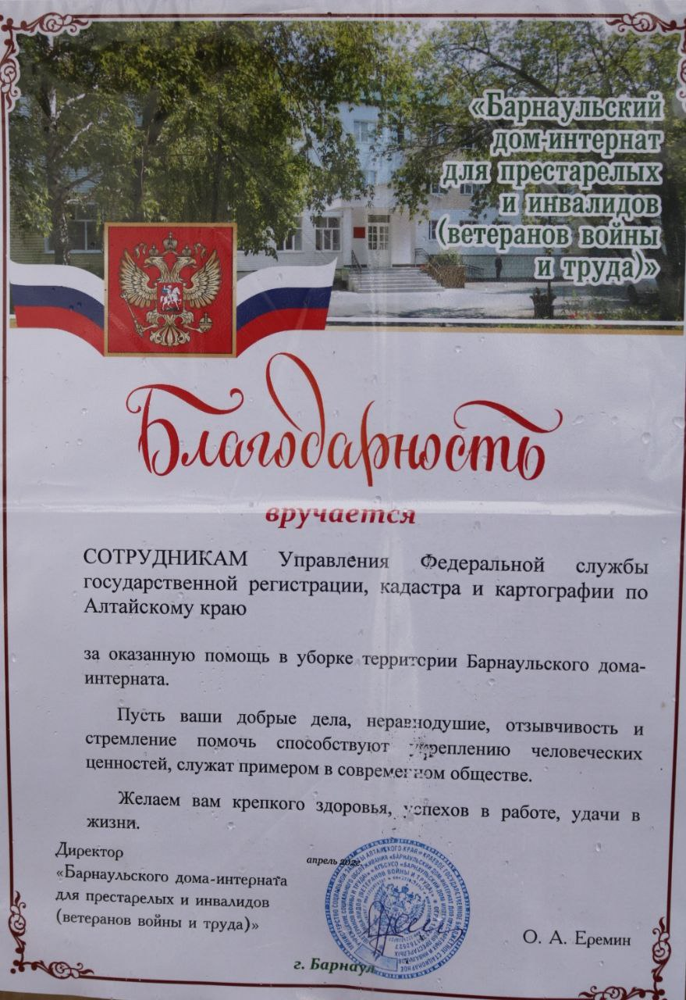 «Барнаульский
дом-интернат
для престарелых
и инвалидов
(ветеранов войны
и труда)»
Благодарность
вручается
СОТРУДНИКАМ Управления Федеральной службы
государственной регистрации, кадастра и картографии по
Алтайскому краю
за оказанную помощь в уборке территории Барнаульского дома-
интерната.
Пусть ваши добрые дела, неравнодушие, отзывчивость и
стремление помочь способствуют укреплению человеческих
ценностей, служат примером в современном обществе.
Желаем вам крепкого здоровья, успехов в работе, удачи в
жизни.
Директор
«Барнаульского дома-интерната
для престарелых и инвалидов
(ветеранов войны и труда)»
апрель
О. А. Еремин
г. Барнаул